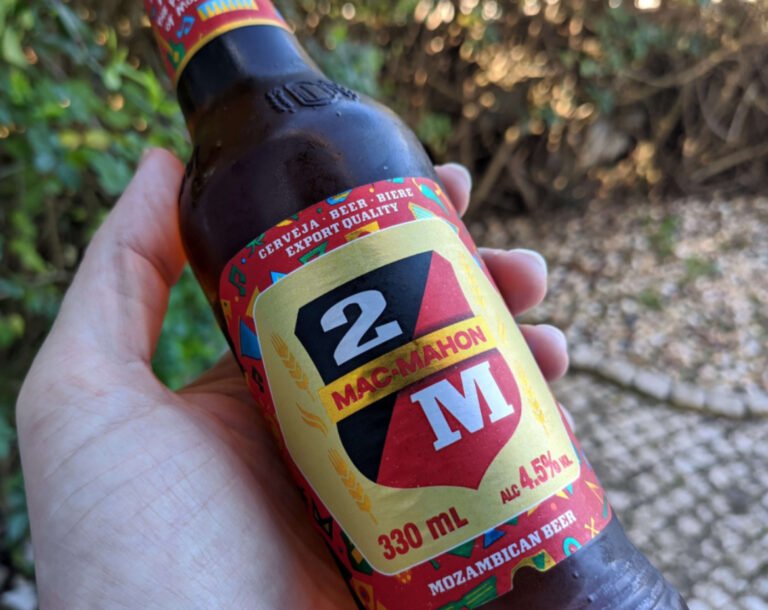 CERVEJA · BEER · BIERE
EXPORT QUALITY
2
MAC-MAHON
M
330 mL
ALC 4.5% VOL
MOZAMBICAN BEER